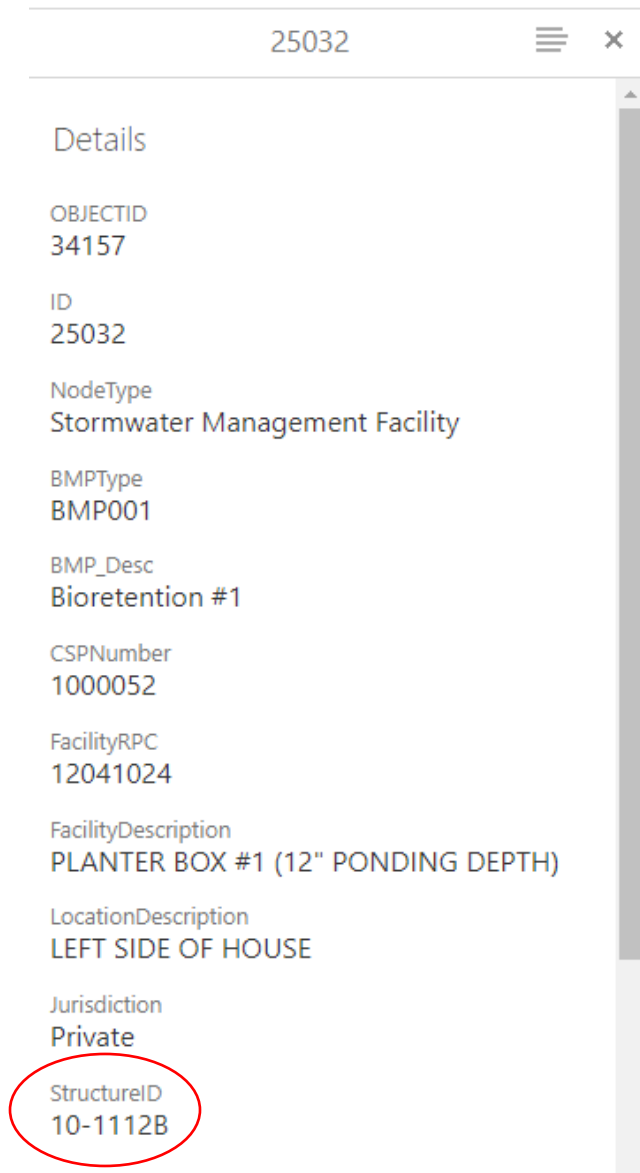 25032
Details
OBJECTID
34157
ID
25032
NodeType
Stormwater Management Facility
BMPType
BMP001
BMP_Desc
Bioretention #1
CSPNumber
1000052
FacilityRPC
12041024
FacilityDescription
PLANTER BOX #1 (12" PONDING DEPTH)
LocationDescription
LEFT SIDE OF HOUSE
Jurisdiction
Private
StructureID
10-1112B